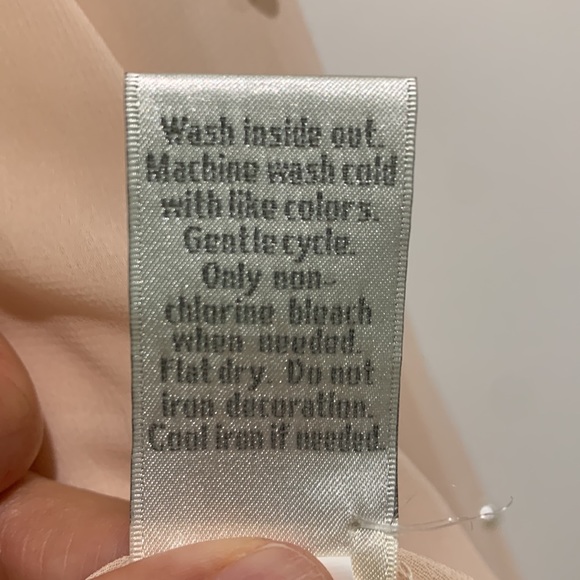 Wash inside out.
Machine wash cold
with like colors.
Gentle cycle.
Only non-
chlorine bleach
when needed.
Flat dry. Do not
iron decoration.
Cool iron if needed.